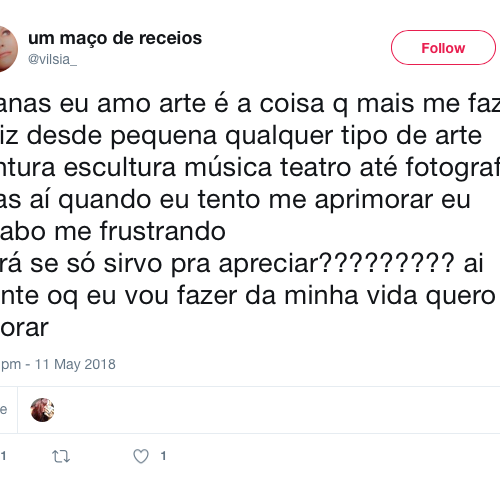 um maço de receios
@vilsia_
Follow
anas eu amo arte é a coisa q mais me faz
iz desde pequena qualquer tipo de arte
ntura escultura música teatro até fotograf
as aí quando eu tento me aprimorar eu
abo me frustrando
rá se só sirvo pra apreciar????????? ai
nte oq eu vou fazer da minha vida quero
orar
pm - 11 May 2018
e
1 1